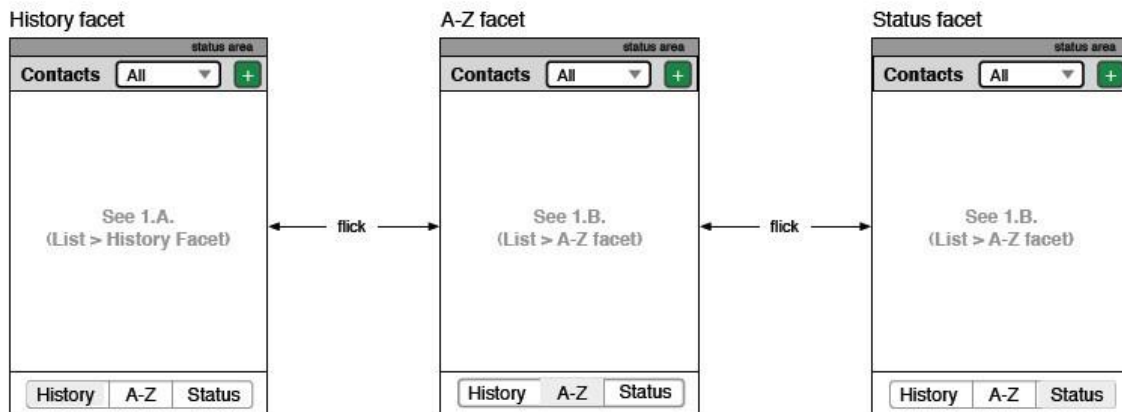 History facet
status area
Contacts All +
See 1.A.
(List > History Facet)
History A-Z Status
flick
A-Z facet
status area
Contacts All +
See 1.B.
(List > A-Z facet)
History A-Z Status
flick
Status facet
status area
Contacts All +
See 1.B.
(List > A-Z facet)
History A-Z Status